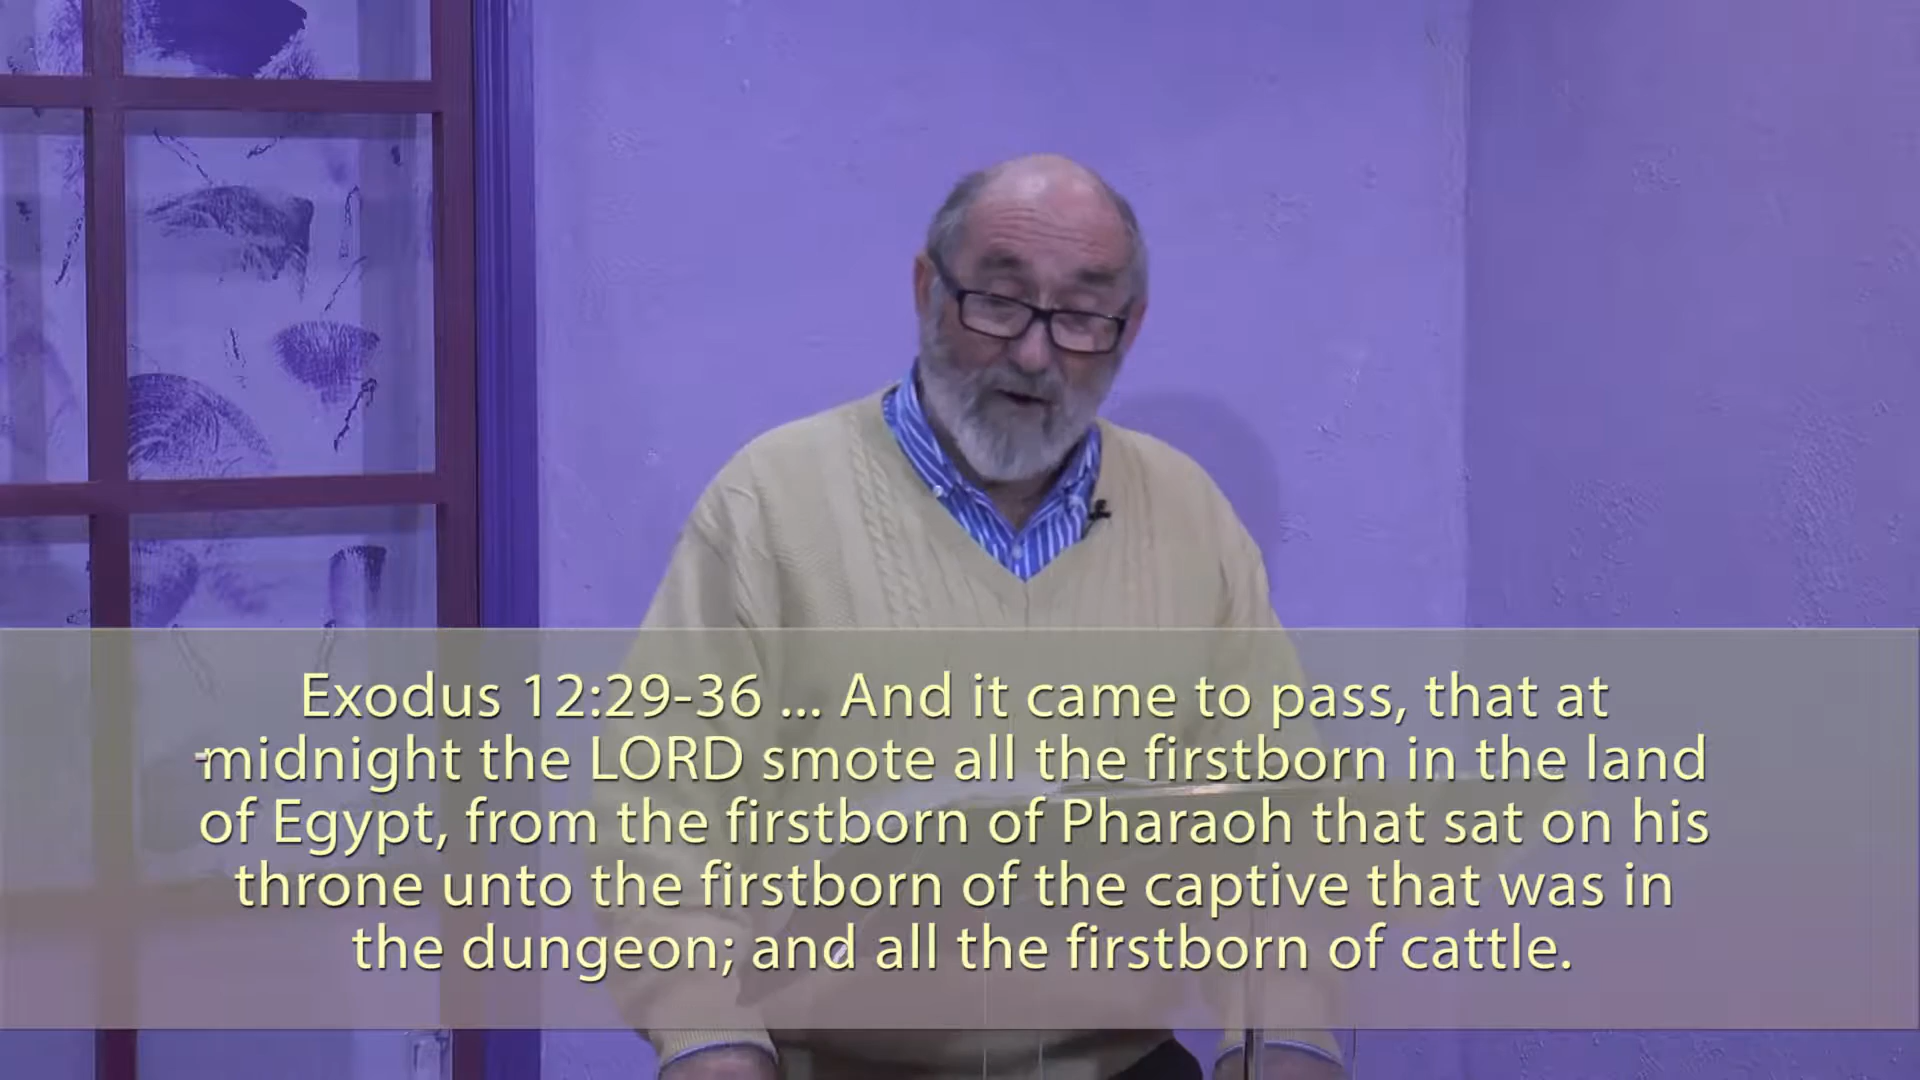 Exodus 12:29-36 ... And it came to pass, that at
midnight the LORD smote all the firstborn in the land
of Egypt, from the firstborn of Pharaoh that sat on his
throne unto the firstborn of the captive that was in
the dungeon; and all the firstborn of cattle.